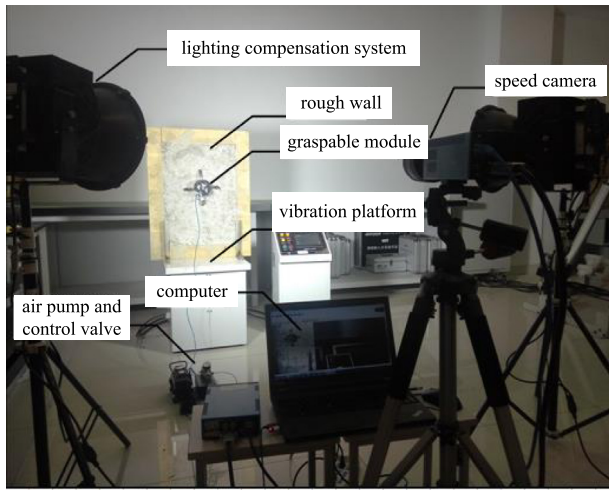 lighting compensation system
speed camera
rough wall
graspable module
vibration platform
computer
air pump and
control valve